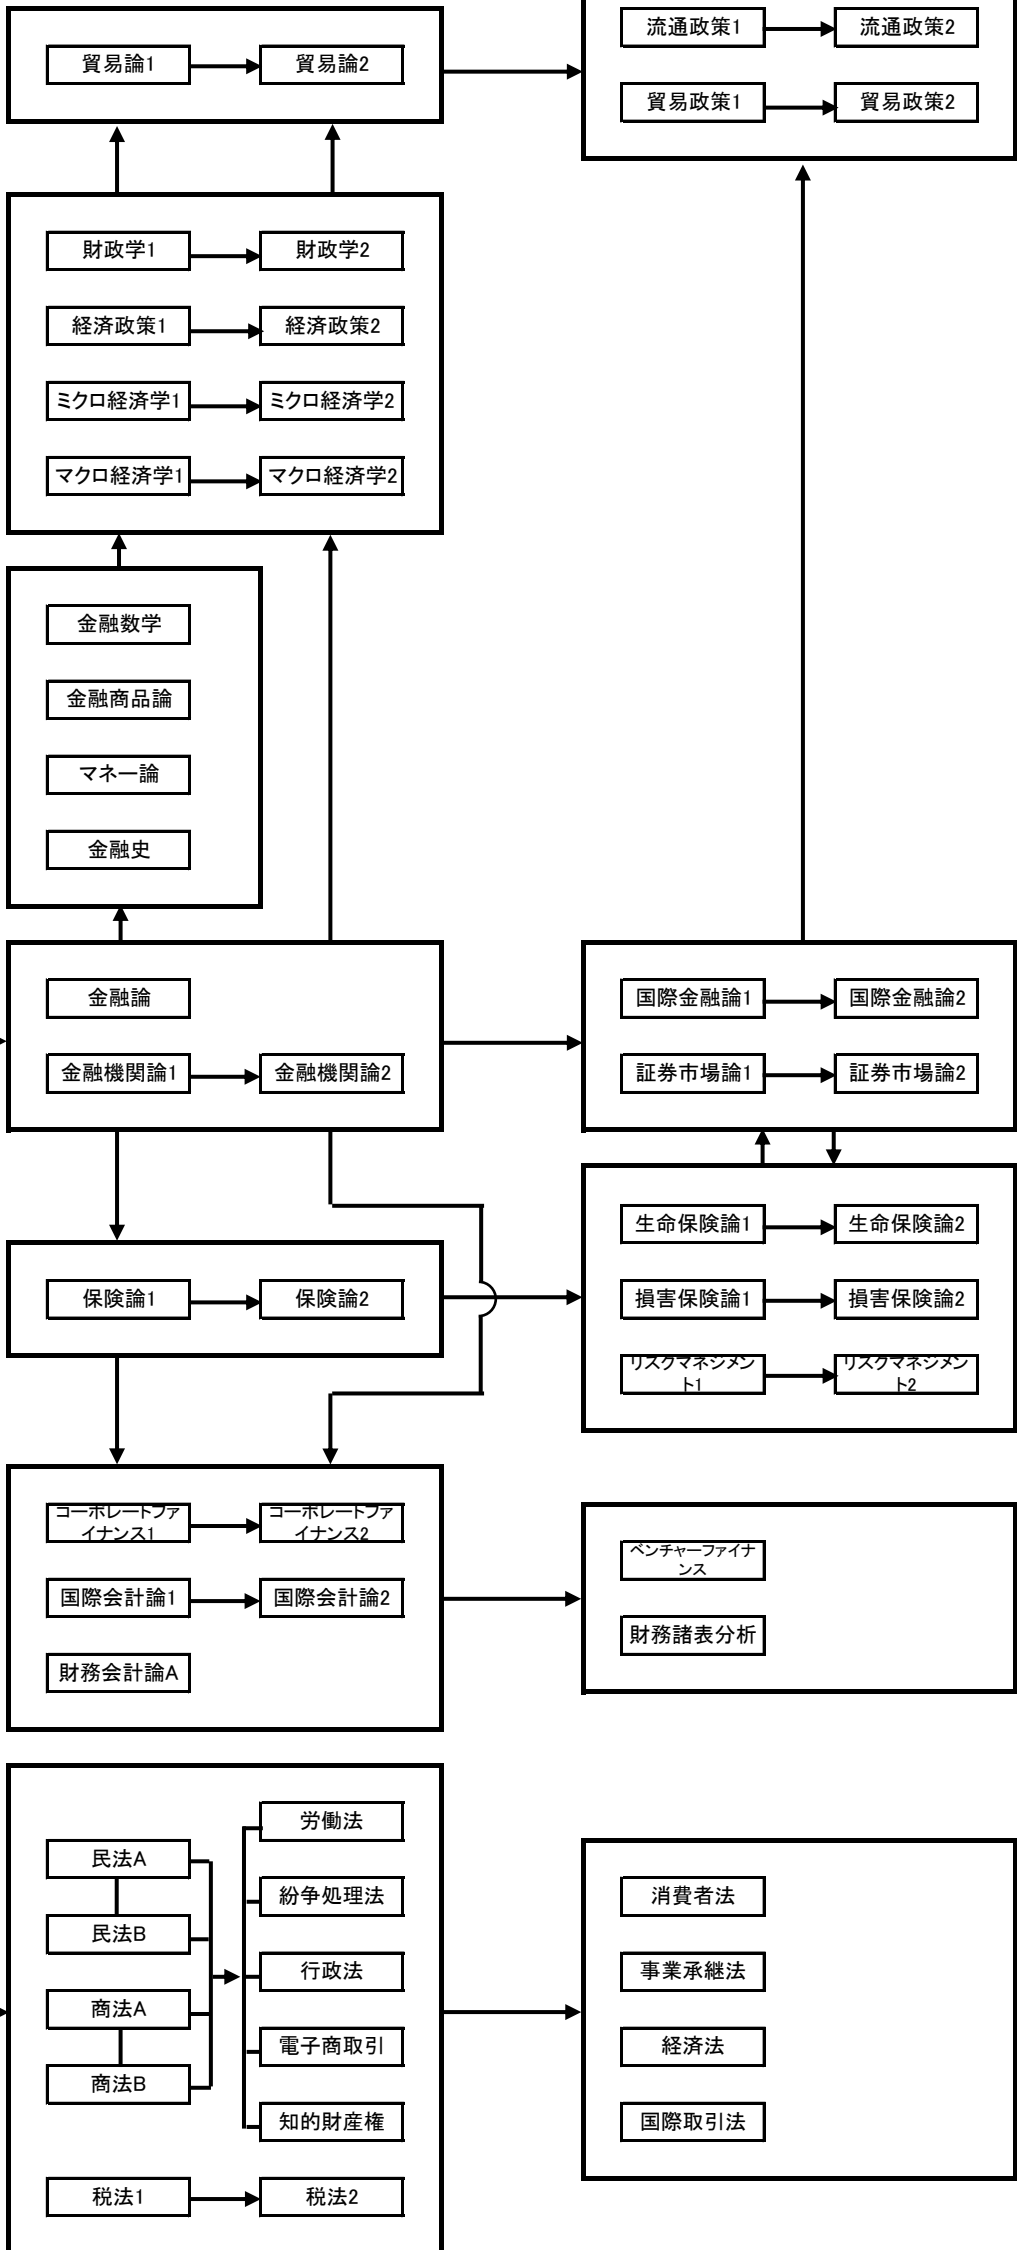 流通政策1
流通政策2
貿易論1
貿易論2
貿易政策1
貿易政策2
財政学1
財政学2
経済政策1
経済政策2
ミクロ経済学1
ミクロ経済学2
マクロ経済学1
マクロ経済学2
金融数学
金融商品論
マネー論
金融史
金融論
金融機関論1
金融機関論2
国際金融論1
国際金融論2
証券市場論1
証券市場論2
生命保険論1
生命保険論2
保険論1
保険論2
損害保険論1
損害保険論2
リスクマネジメン
ト1
リスクマネジメン
ト2
コーポレートファ
イナンス1
コーポレートファ
イナンス2
国際会計論1
国際会計論2
財務会計論A
ベンチャーファイナ
ンス
財務諸表分析
労働法
民法A
紛争処理法
民法B
行政法
商法A
電子商取引
商法B
知的財産権
税法1
税法2
消費者法
事業承継法
経済法
国際取引法